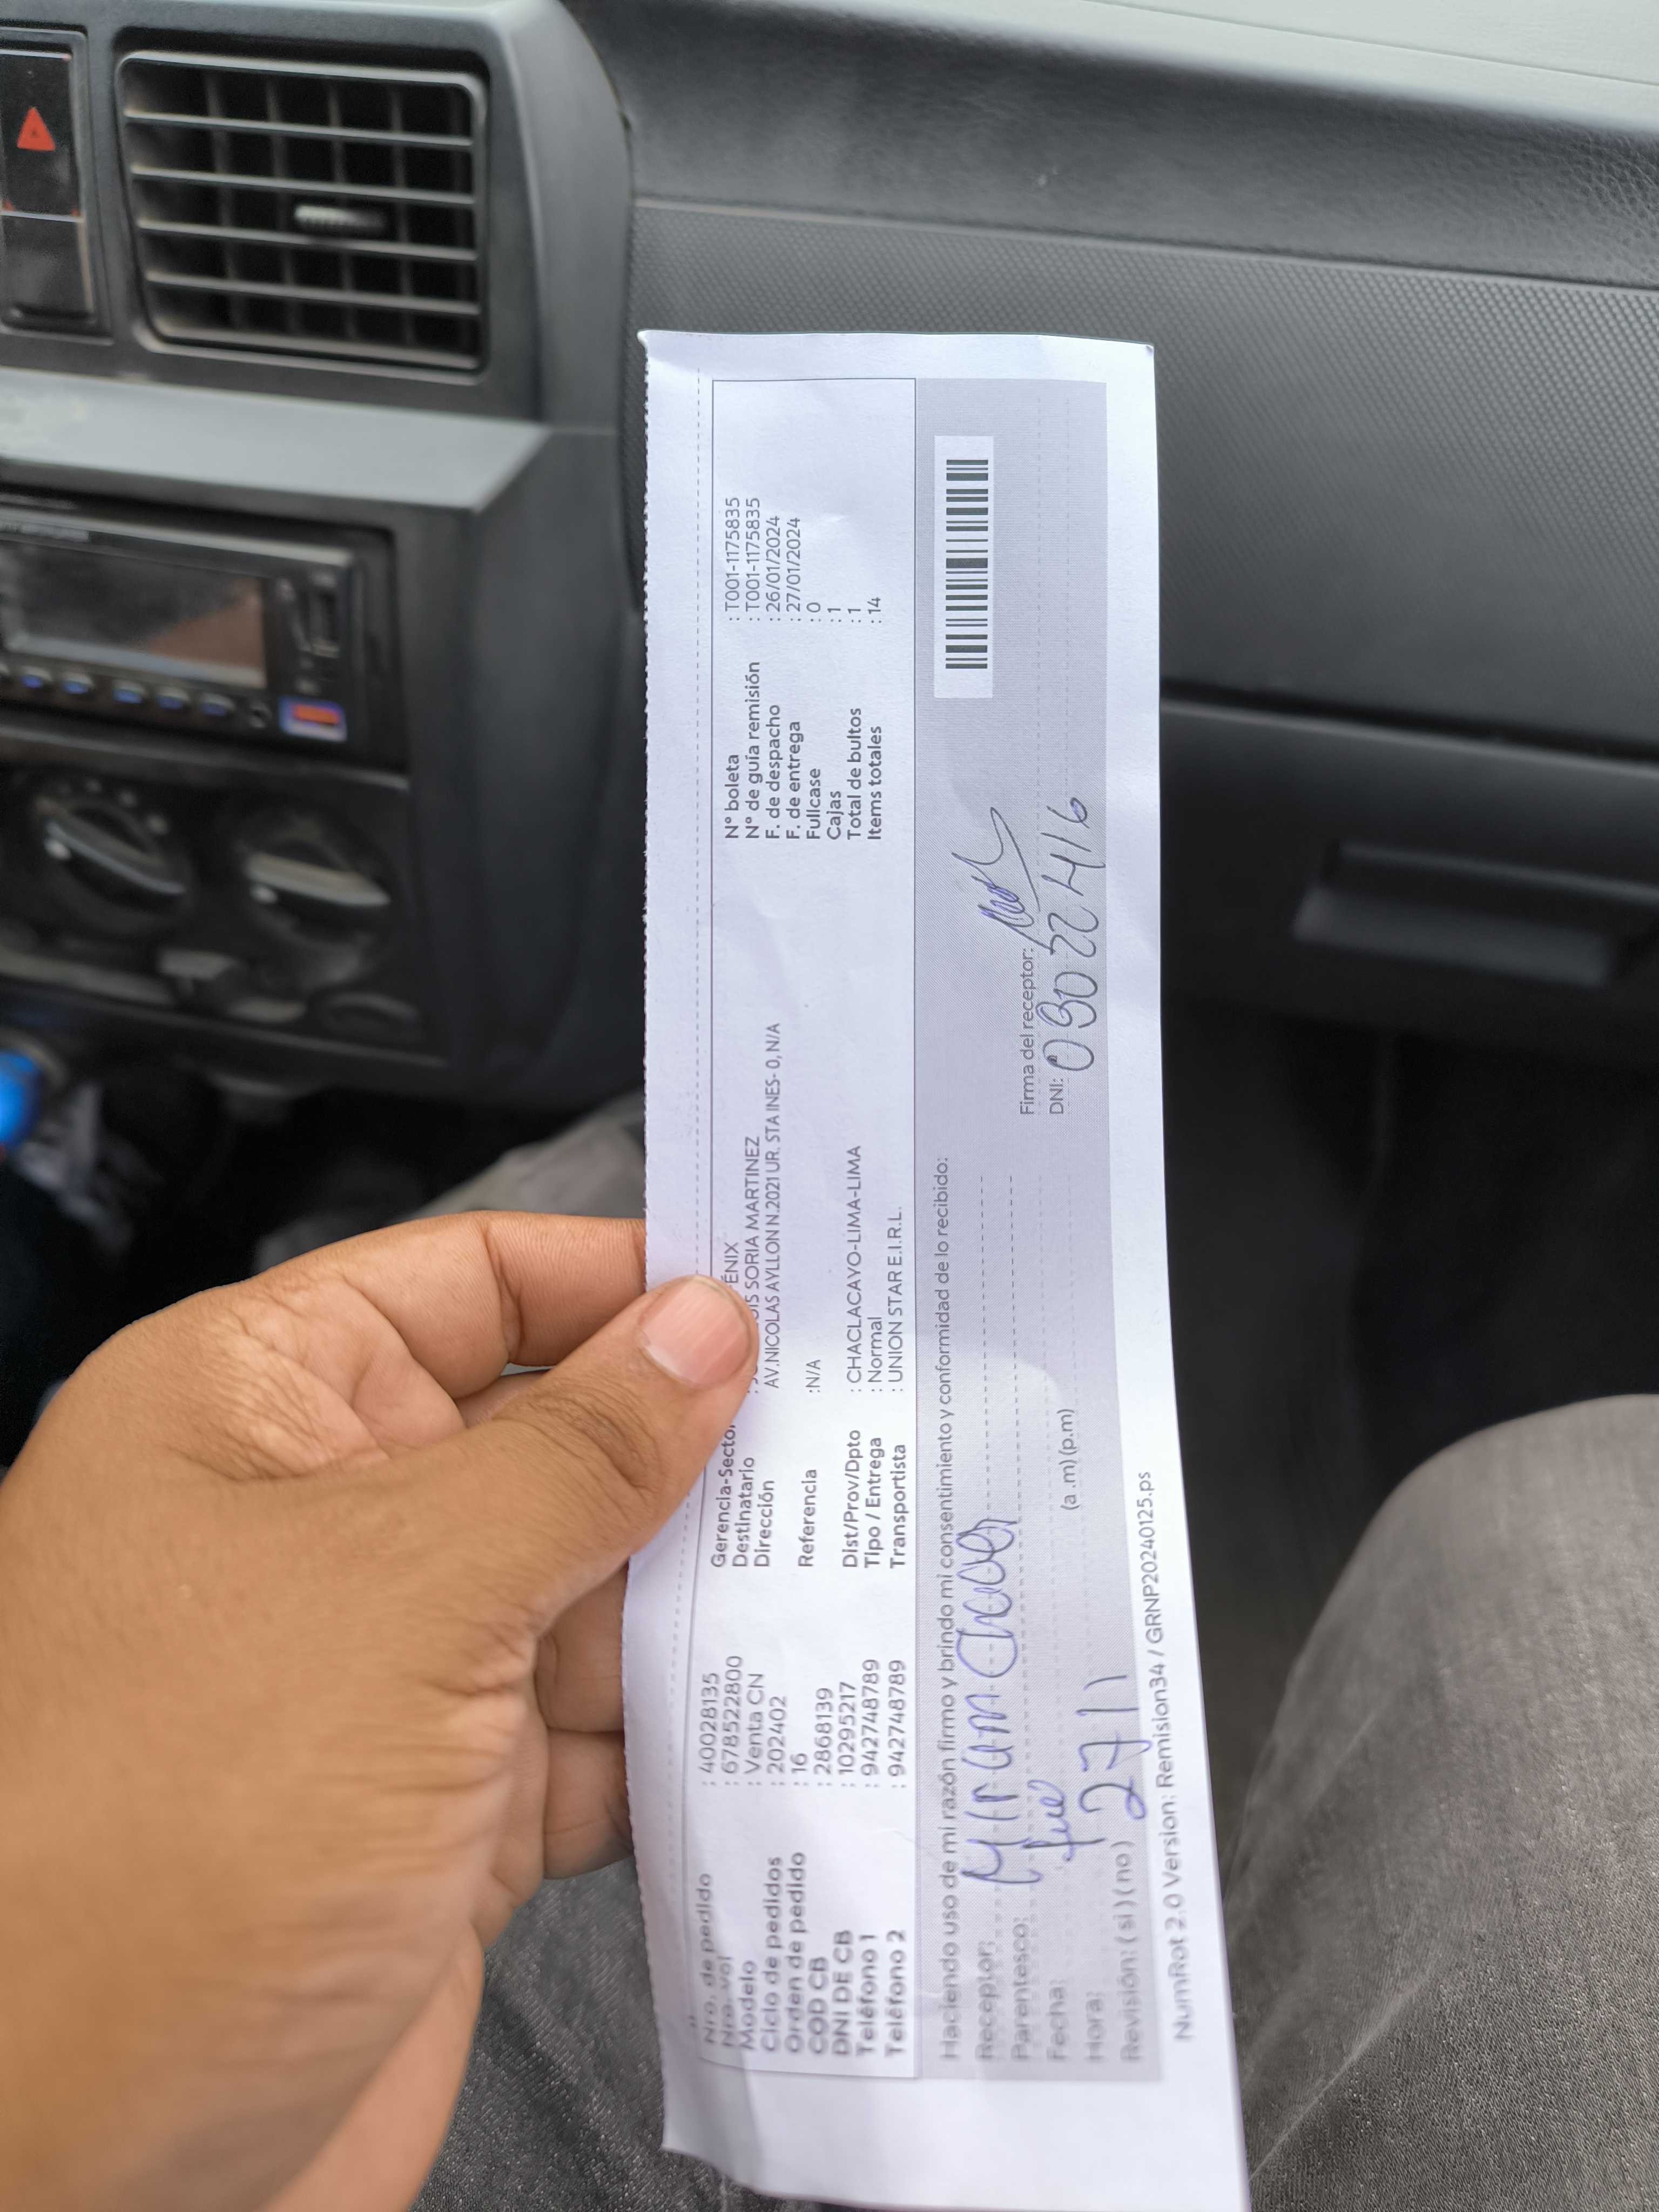 Nro. de pedido : 40028135
Nro. vol : 678522800
Modelo : Venta CN
Ciclo de pedidos : 202402
Orden de pedido : 16
COD CB : 2868139
DNI DE CB : 10295217
Teléfono 1 : 942748789
Teléfono 2 : 942748789
Gerencia-Sector ÉNIX
Destinatario SORIA MARTINEZ
Dirección AV.NICOLAS AYLLON N.2021 UR. STA INES- 0, N/A
Referencia :N/A
Dist/Prov/Dpto : CHACLACAYO-LIMA-LIMA
Tipo / Entrega : Normal
Transportista : UNION STAR E.I.R.L.
N° boleta : T001-1175835
N° de guía remisión : T001-1175835
F. de despacho : 26/01/2024
F. de entrega : 27/01/2024
Fullcase : 0
Cajas : 1
Total de bultos : 1
Items totales : 14
Haciendo uso de mi razón firmo y brindo mi consentimiento y conformidad de lo recibido:
Receptor:
Parentesco:
Fecha: 27/1
Hora: (a.m) (p.m)
Revisión: ( si ) ( no )
Firma del receptor:
DNI: 09022416
NumRot 2.0 Version: Remision34 / GRNP20240125.ps